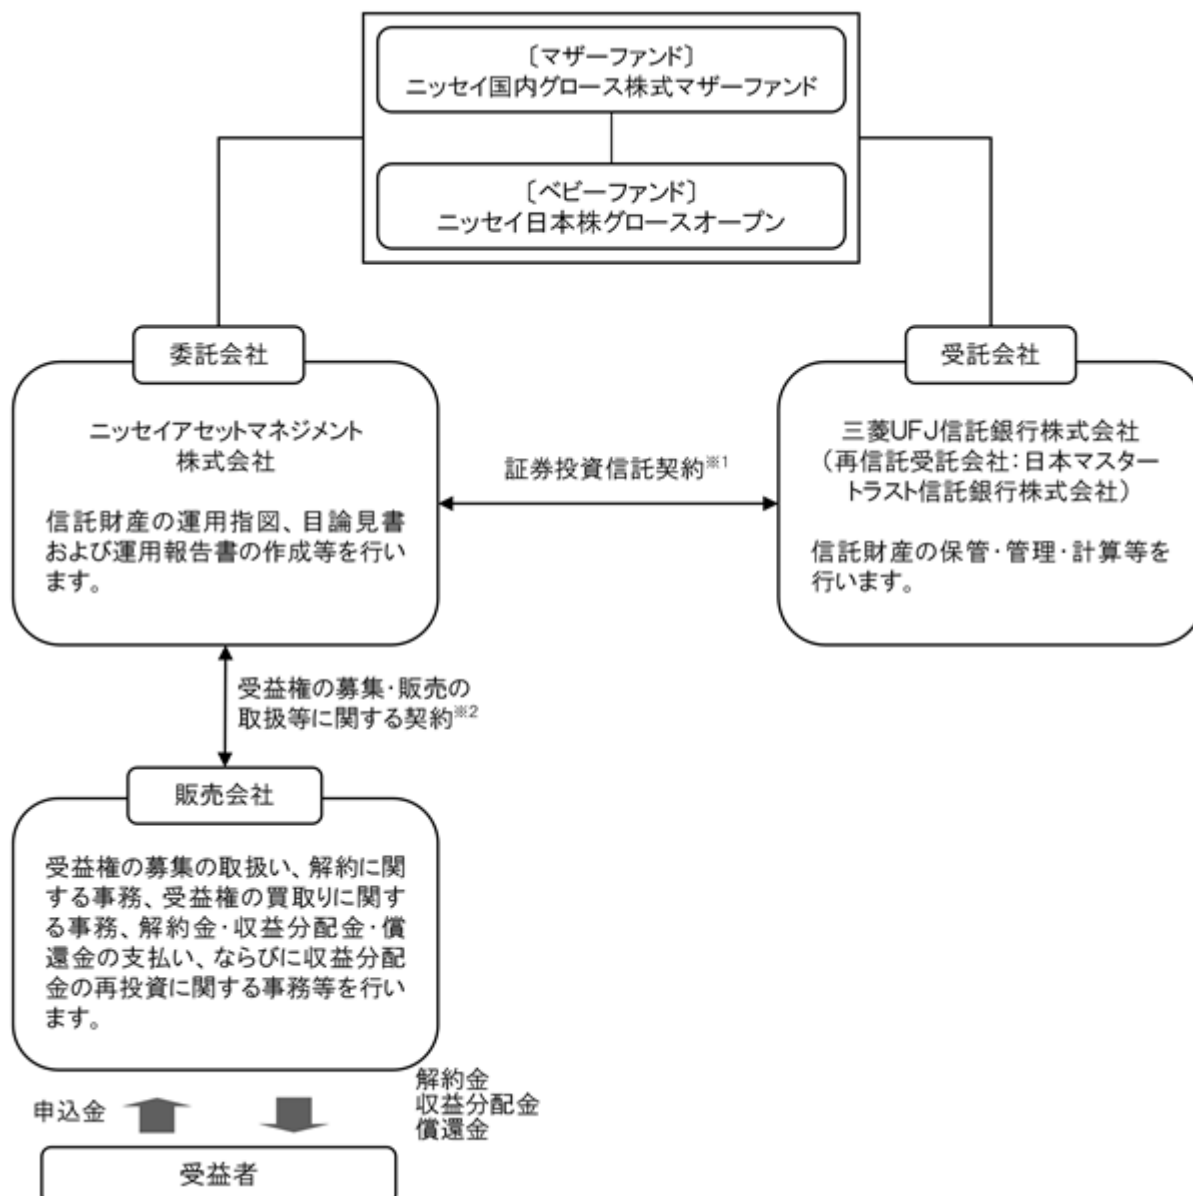 〔マザーファンド〕
ニッセイ国内グロース株式マザーファンド
〔ベビーファンド〕
ニッセイ日本株グロースオープン
委託会社
ニッセイアセットマネジメント
株式会社
信託財産の運用指図、目論見書
および運用報告書の作成等を行い
ます。
証券投資信託契約※1
受託会社
三菱UFJ信託銀行株式会社
（再信託受託会社：日本マスター
トラスト信託銀行株式会社）
信託財産の保管・管理・計算等を
行います。
受益権の募集・販売の
取扱等に関する契約※2
販売会社
受益権の募集の取扱い、解約に関
する事務、受益権の買取りに関す
る事務、解約金・収益分配金・償
還金の支払い、ならびに収益分配
金の再投資に関する事務等を行い
ます。
申込金
解約金
収益分配金
償還金
受益者